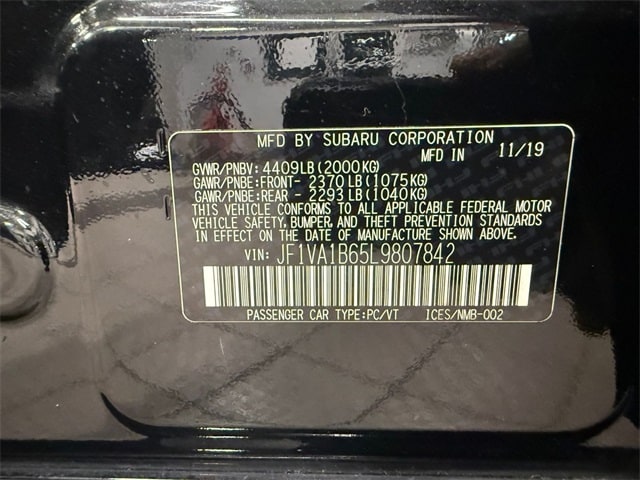 MFD BY SUBARU CORPORATION
MFD IN 11/19
GVWR/PNBV: 4409LB(2000KG)
GAWR/PNBE:FRONT- 2370LB(1075KG)
GAWR/PNBE:REAR - 2293LB(1040KG)
THIS VEHICLE CONFORMS TO ALL APPLICABLE FEDERAL MOTOR
VEHICLE SAFETY, BUMPER, AND THEFT PREVENTION STANDARDS
IN EFFECT ON THE DATE OF MANUFACTURE SHOWN ABOVE.
VIN: JF1VA1B65L9807842
PASSENGER CAR TYPE:PC/VT ICES/NMB-002